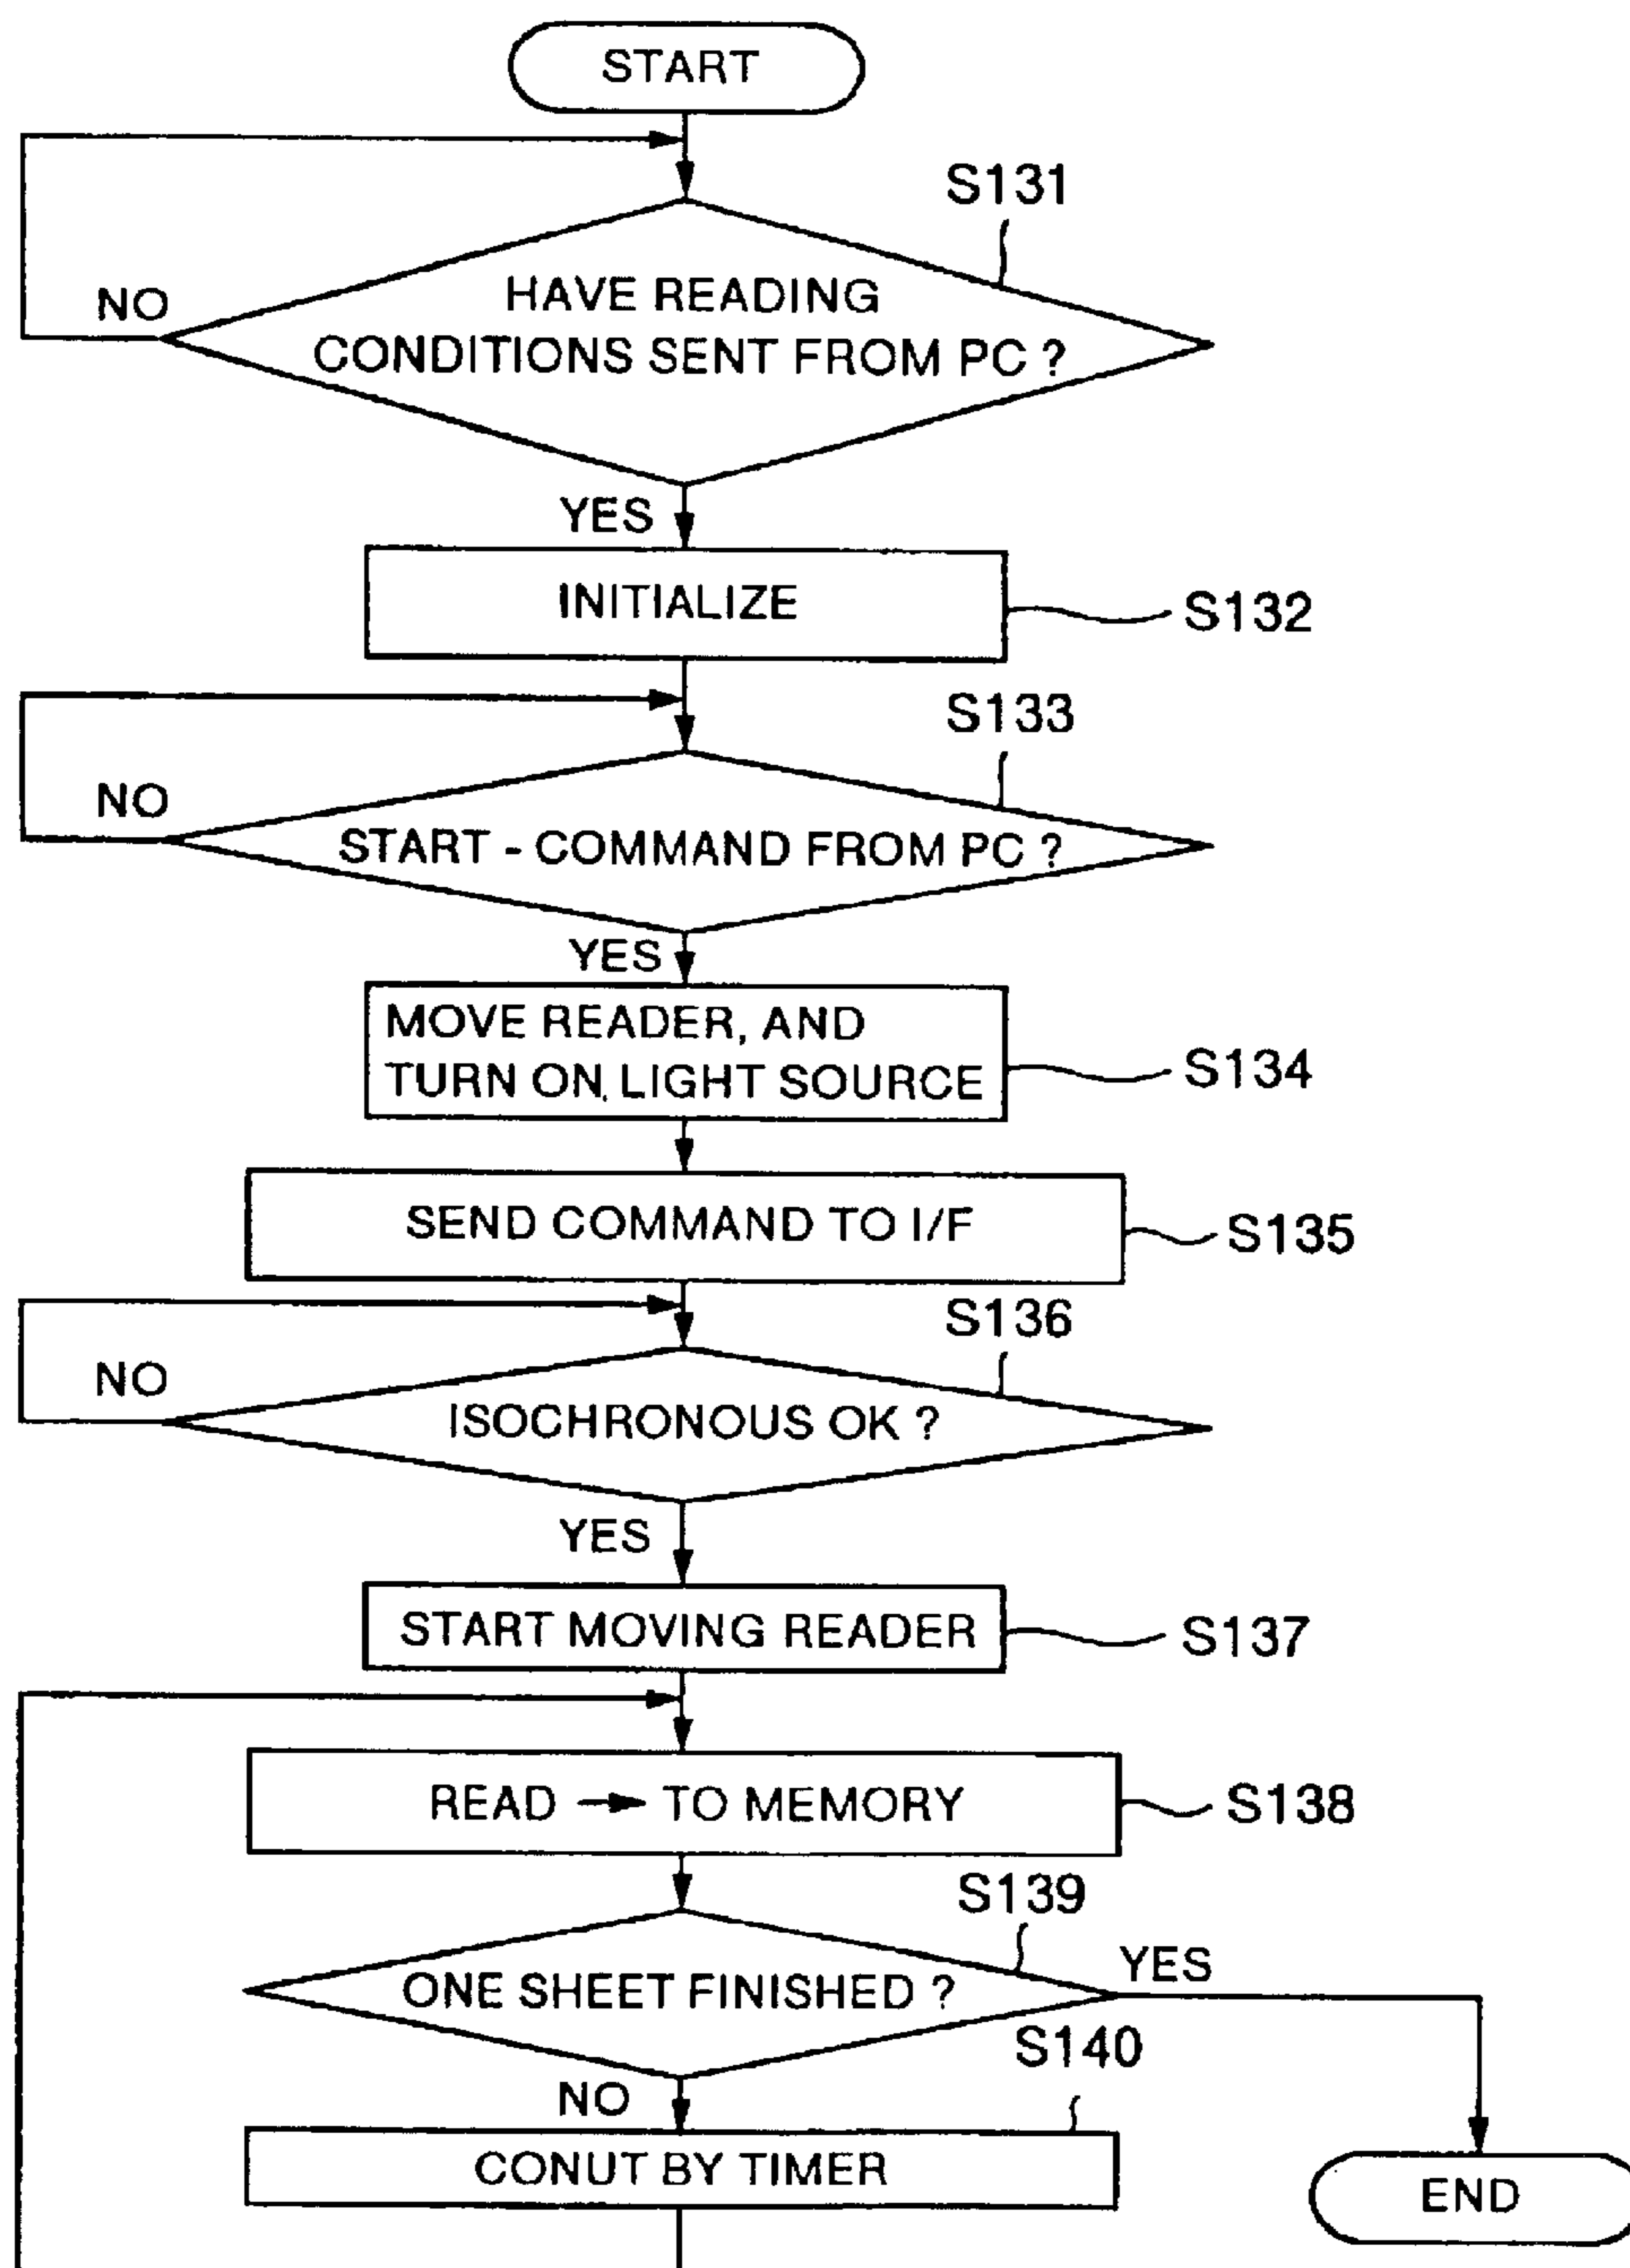 START
S131
HAVE READING
CONDITIONS SENT FROM PC ?
NO
YES
INITIALIZE
S132
S133
NO
START - COMMAND FROM PC ?
YES
MOVE READER, AND
TURN ON, LIGHT SOURCE
S134
SEND COMMAND TO I/F
S135
S136
NO
ISOCHRONOUS OK ?
YES
START MOVING READER
S137
READ → TO MEMORY
S138
S139
YES
ONE SHEET FINISHED ?
S140
NO
CONUT BY TIMER
END